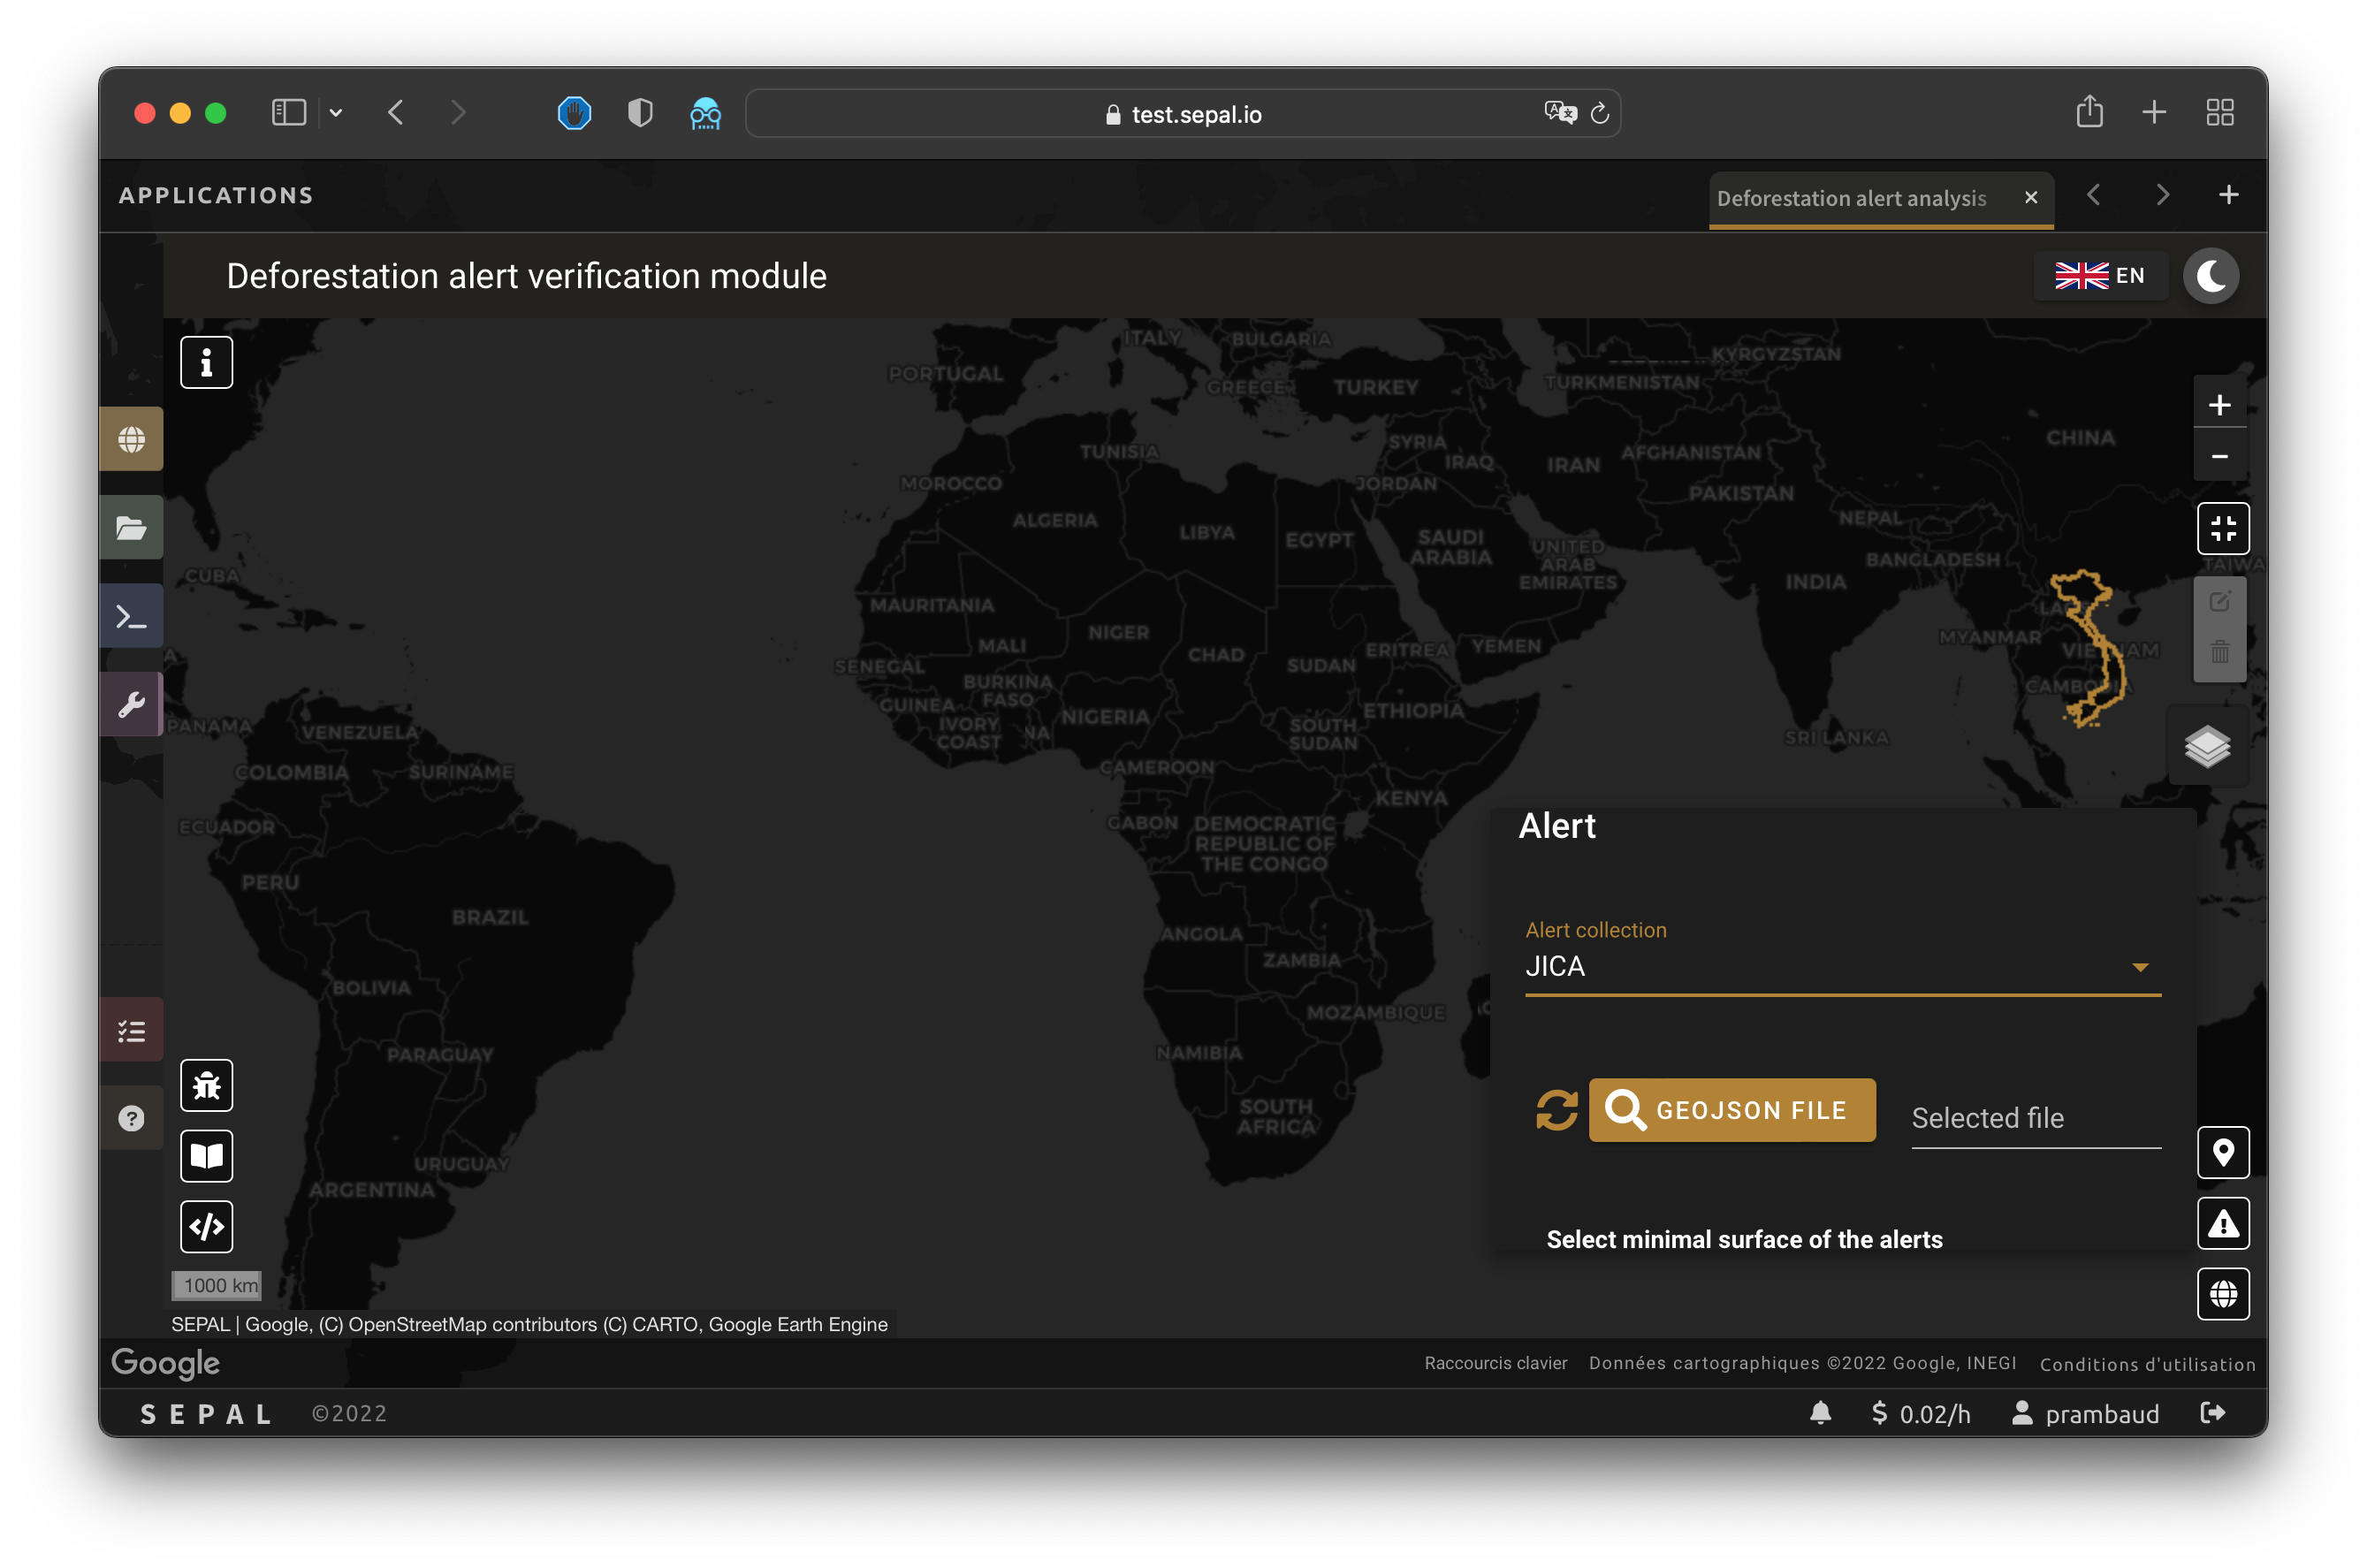 test.sepal.io
APPLICATIONS
Deforestation alert analysis
Deforestation alert verification module
EN
ITALY
BULGARIA
KYRGYZSTAN
PORTUGAL
GREECE
TURKEY
TURKMENISTAN
CHINA
TUNISIA
SYRIA
AFGHANISTAN
IRAQ
IRAN
MOROCCO
JORDAN
PAKISTAN
ALGERIA
LIBYA
EGYPT
SAUDI
ARABIA
NEPAL
UNITED
ARAB
EMIRATES
BANGLADESH
TAIWA
CUBA
INDIA
MAURITANIA
LAOS
NIGER
MYANMAR
MALI
CHAD
ERITREA
YEMEN
VIETNAM
SENEGAL
SUDAN
BURKINA
FASO
CAMBODIA
GUINEA
NIGERIA
ETHIOPIA
IVORY
COAST
NA
SOUTH
SUDAN
PANAMA
VENEZUELA
SRI LANKA
COLOMBIA
SURINAME
CAMEROON
KENYA
ECUADOR
GABON
DEMOCRATIC
REPUBLIC OF
THE CONGO
PERU
BRAZIL
ANGOLA
ZAMBIA
BOLIVIA
MOZAMBIQUE
PARAGUAY
NAMIBIA
SOUTH
AFRICA
URUGUAY
ARGENTINA
Alert
Alert collection
JICA
GEOJSON FILE
Selected file
Select minimal surface of the alerts
1000 km
SEPAL | Google, (C) OpenStreetMap contributors (C) CARTO, Google Earth Engine
Google
Raccourcis clavier
Données cartographiques ©2022 Google, INEGI
Conditions d'utilisation
SEPAL
©2022
$ 0.02/h
prambaud